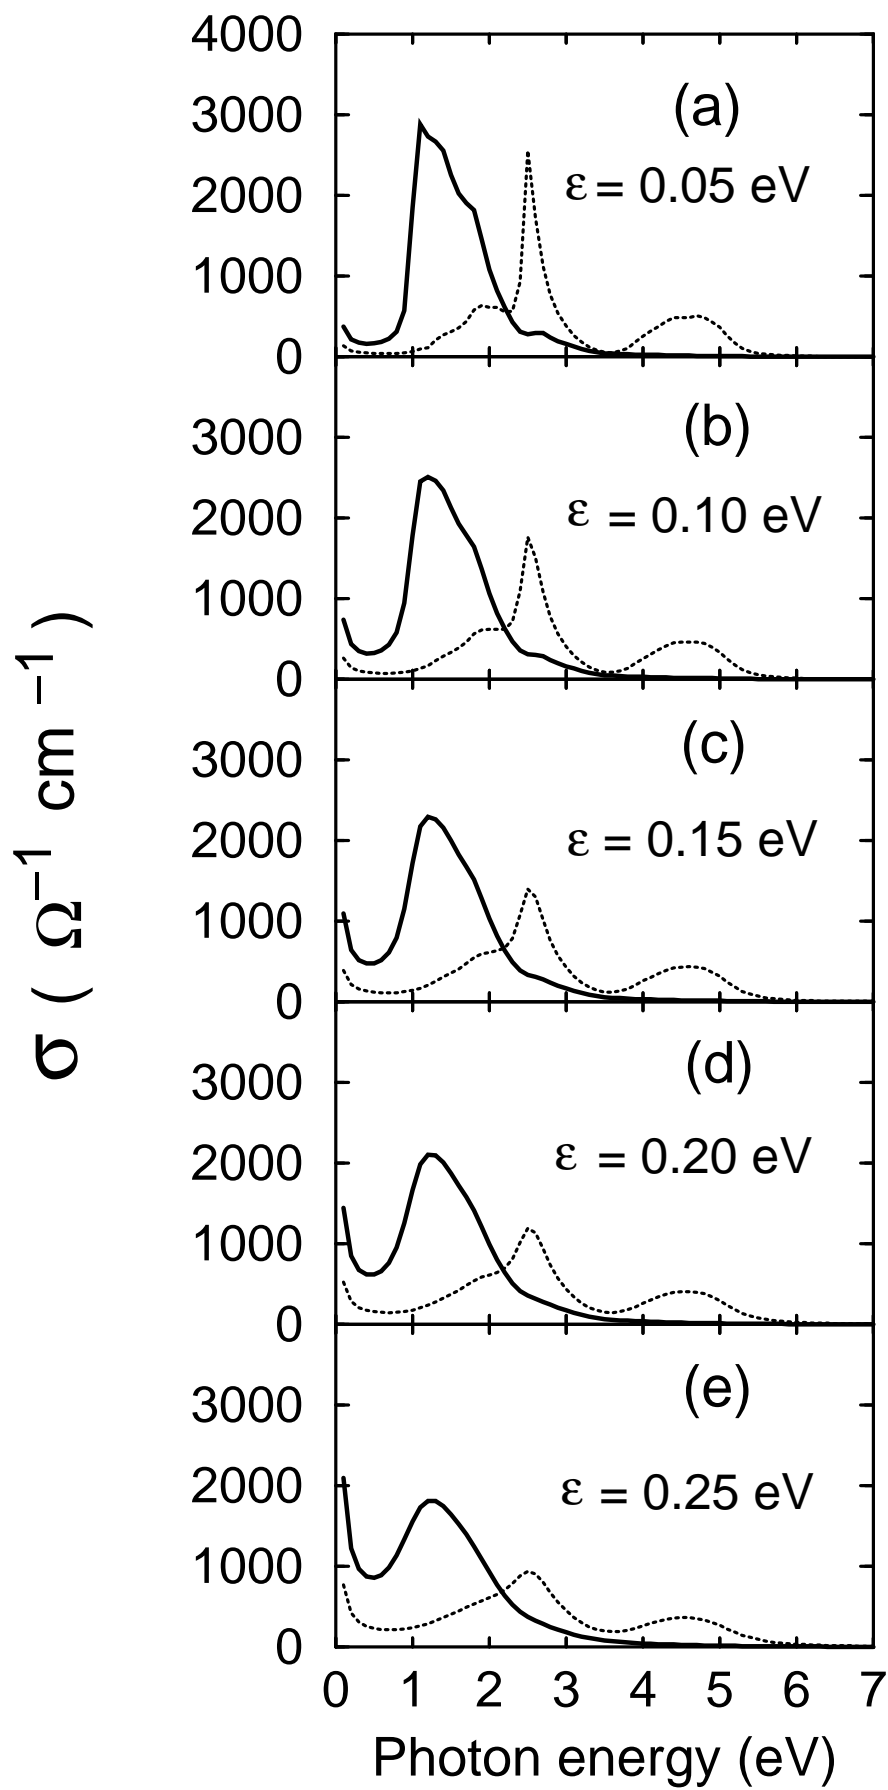 4000
3000
2000
1000
0
(a)
ε = 0.05 eV
3000
2000
1000
0
(b)
ε = 0.10 eV
3000
2000
1000
0
(c)
ε = 0.15 eV
3000
2000
1000
0
(d)
ε = 0.20 eV
3000
2000
1000
0
(e)
ε = 0.25 eV
0 1 2 3 4 5 6 7
Photon energy (eV)
σ ( Ω⁻¹ cm⁻¹ )